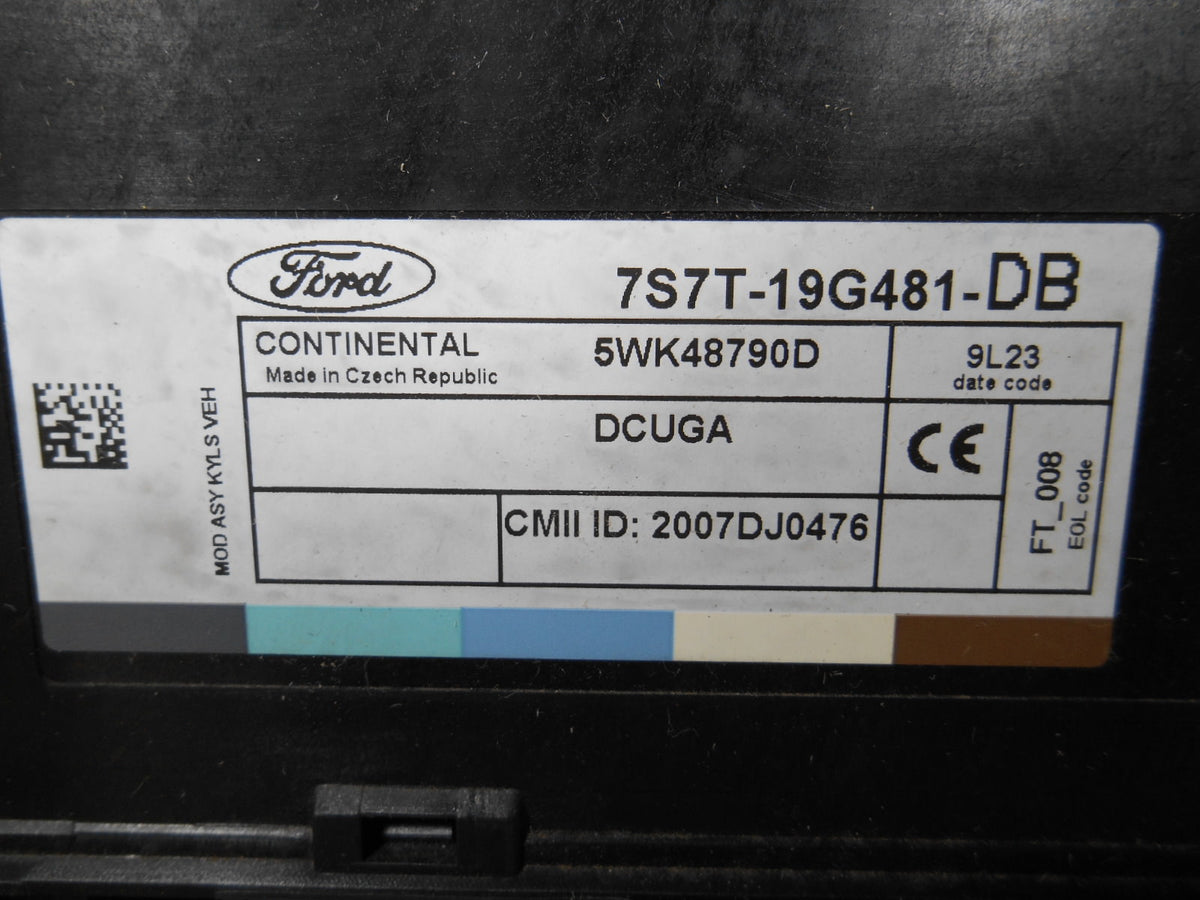 Ford
7S7T-19G481-DB
CONTINENTAL
Made in Czech Republic
5WK48790D
9L23
date code
DCUGA
CE
FT_008
EOL code
CMII ID: 2007DJ0476
MOD ASY KYLS VEH